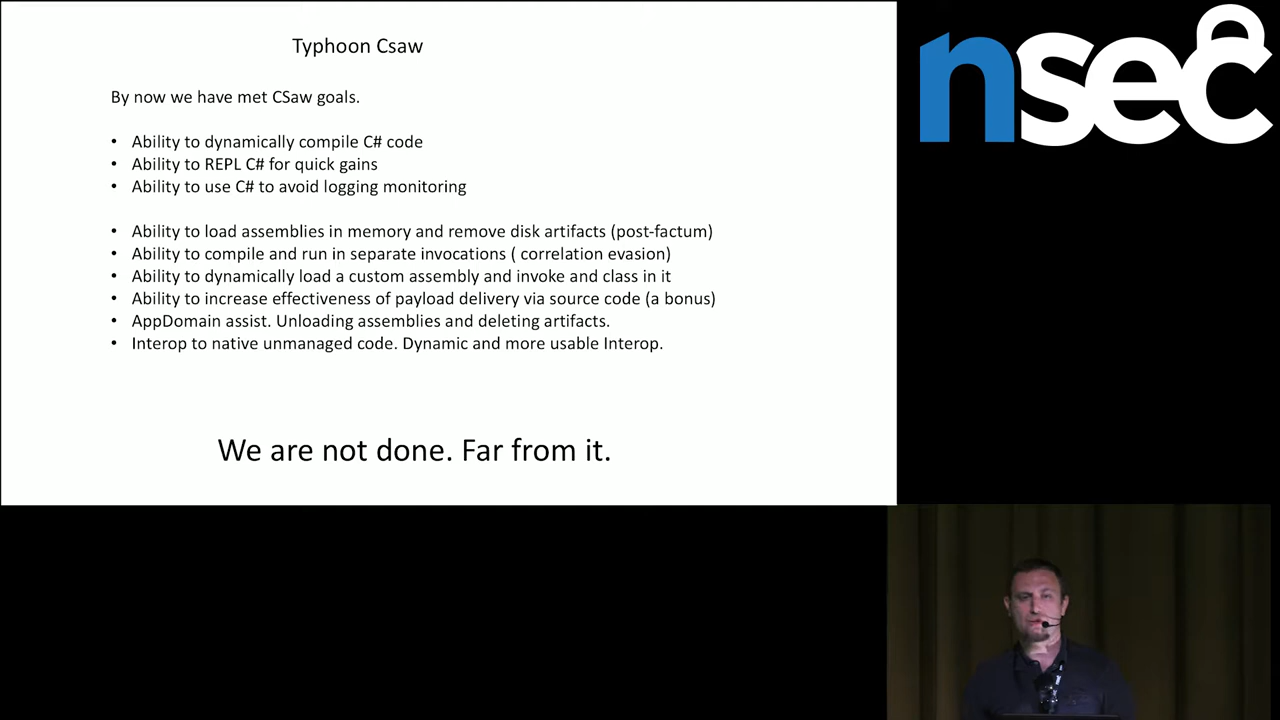 Typhoon Csaw
By now we have met CSaw goals.
• Ability to dynamically compile C# code
• Ability to REPL C# for quick gains
• Ability to use C# to avoid logging monitoring
• Ability to load assemblies in memory and remove disk artifacts (post-factum)
• Ability to compile and run in separate invocations ( correlation evasion)
• Ability to dynamically load a custom assembly and invoke and class in it
• Ability to increase effectiveness of payload delivery via source code (a bonus)
• AppDomain assist. Unloading assemblies and deleting artifacts.
• Interop to native unmanaged code. Dynamic and more usable Interop.
We are not done. Far from it.
nsec